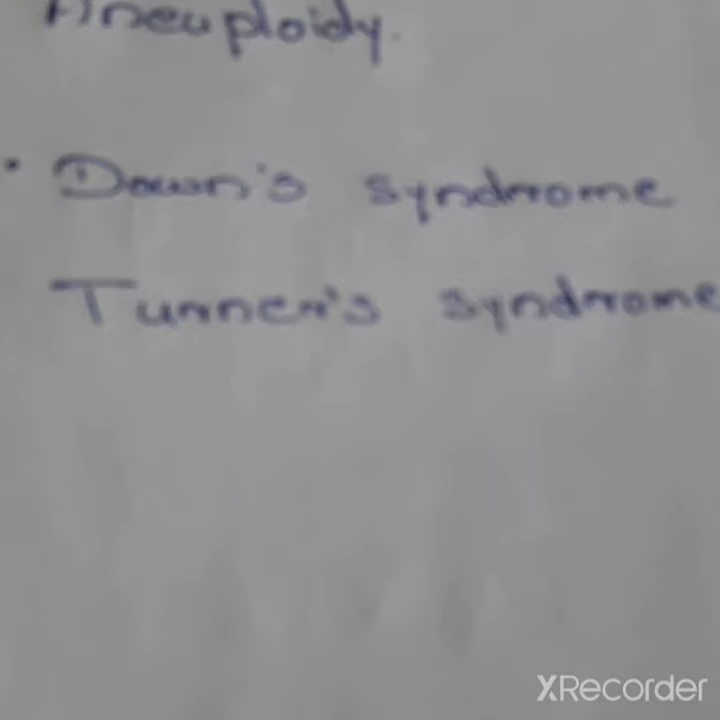 Aneuploidy.
• Down's syndrome
Turner's syndrome
XRecorder